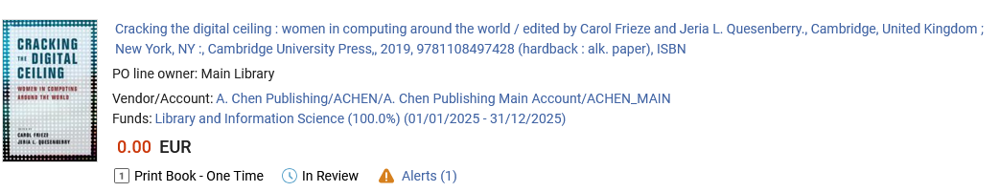 Cracking the digital ceiling : women in computing around the world / edited by Carol Frieze and Jeria L. Quesenberry., Cambridge, United Kingdom ;
New York, NY :, Cambridge University Press,, 2019, 9781108497428 (hardback : alk. paper), ISBN
PO line owner: Main Library
Vendor/Account: A. Chen Publishing/ACHEN/A. Chen Publishing Main Account/ACHEN_MAIN
Funds: Library and Information Science (100.0%) (01/01/2025 - 31/12/2025)
0.00 EUR
1 Print Book - One Time In Review Alerts (1)
CRACKING
THE DIGITAL
CEILING
WOMEN IN COMPUTING
AROUND THE WORLD
CAROL FRIEZE
JERIA L. QUESENBERRY